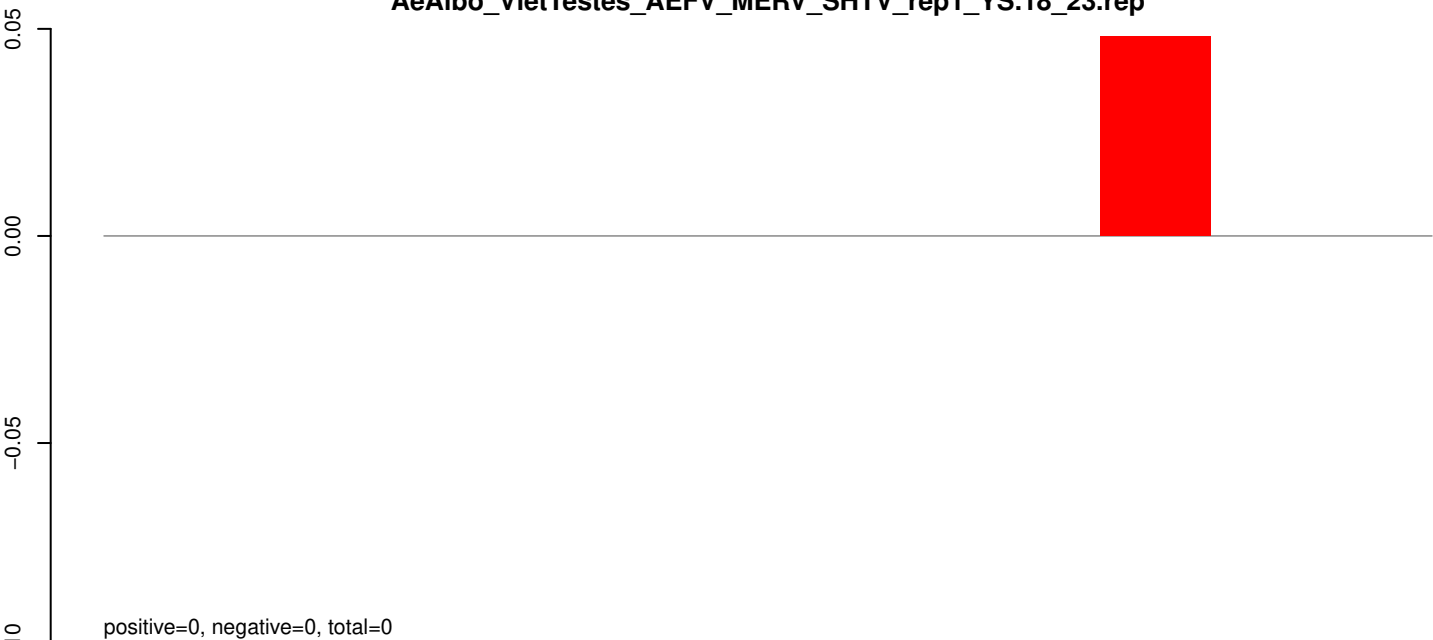 AeAlbo_VietTestes_AEFV_MERV_SHTV_rep1_YS.18_23.rep
0.05
0.00
−0.05
positive=0, negative=0, total=0